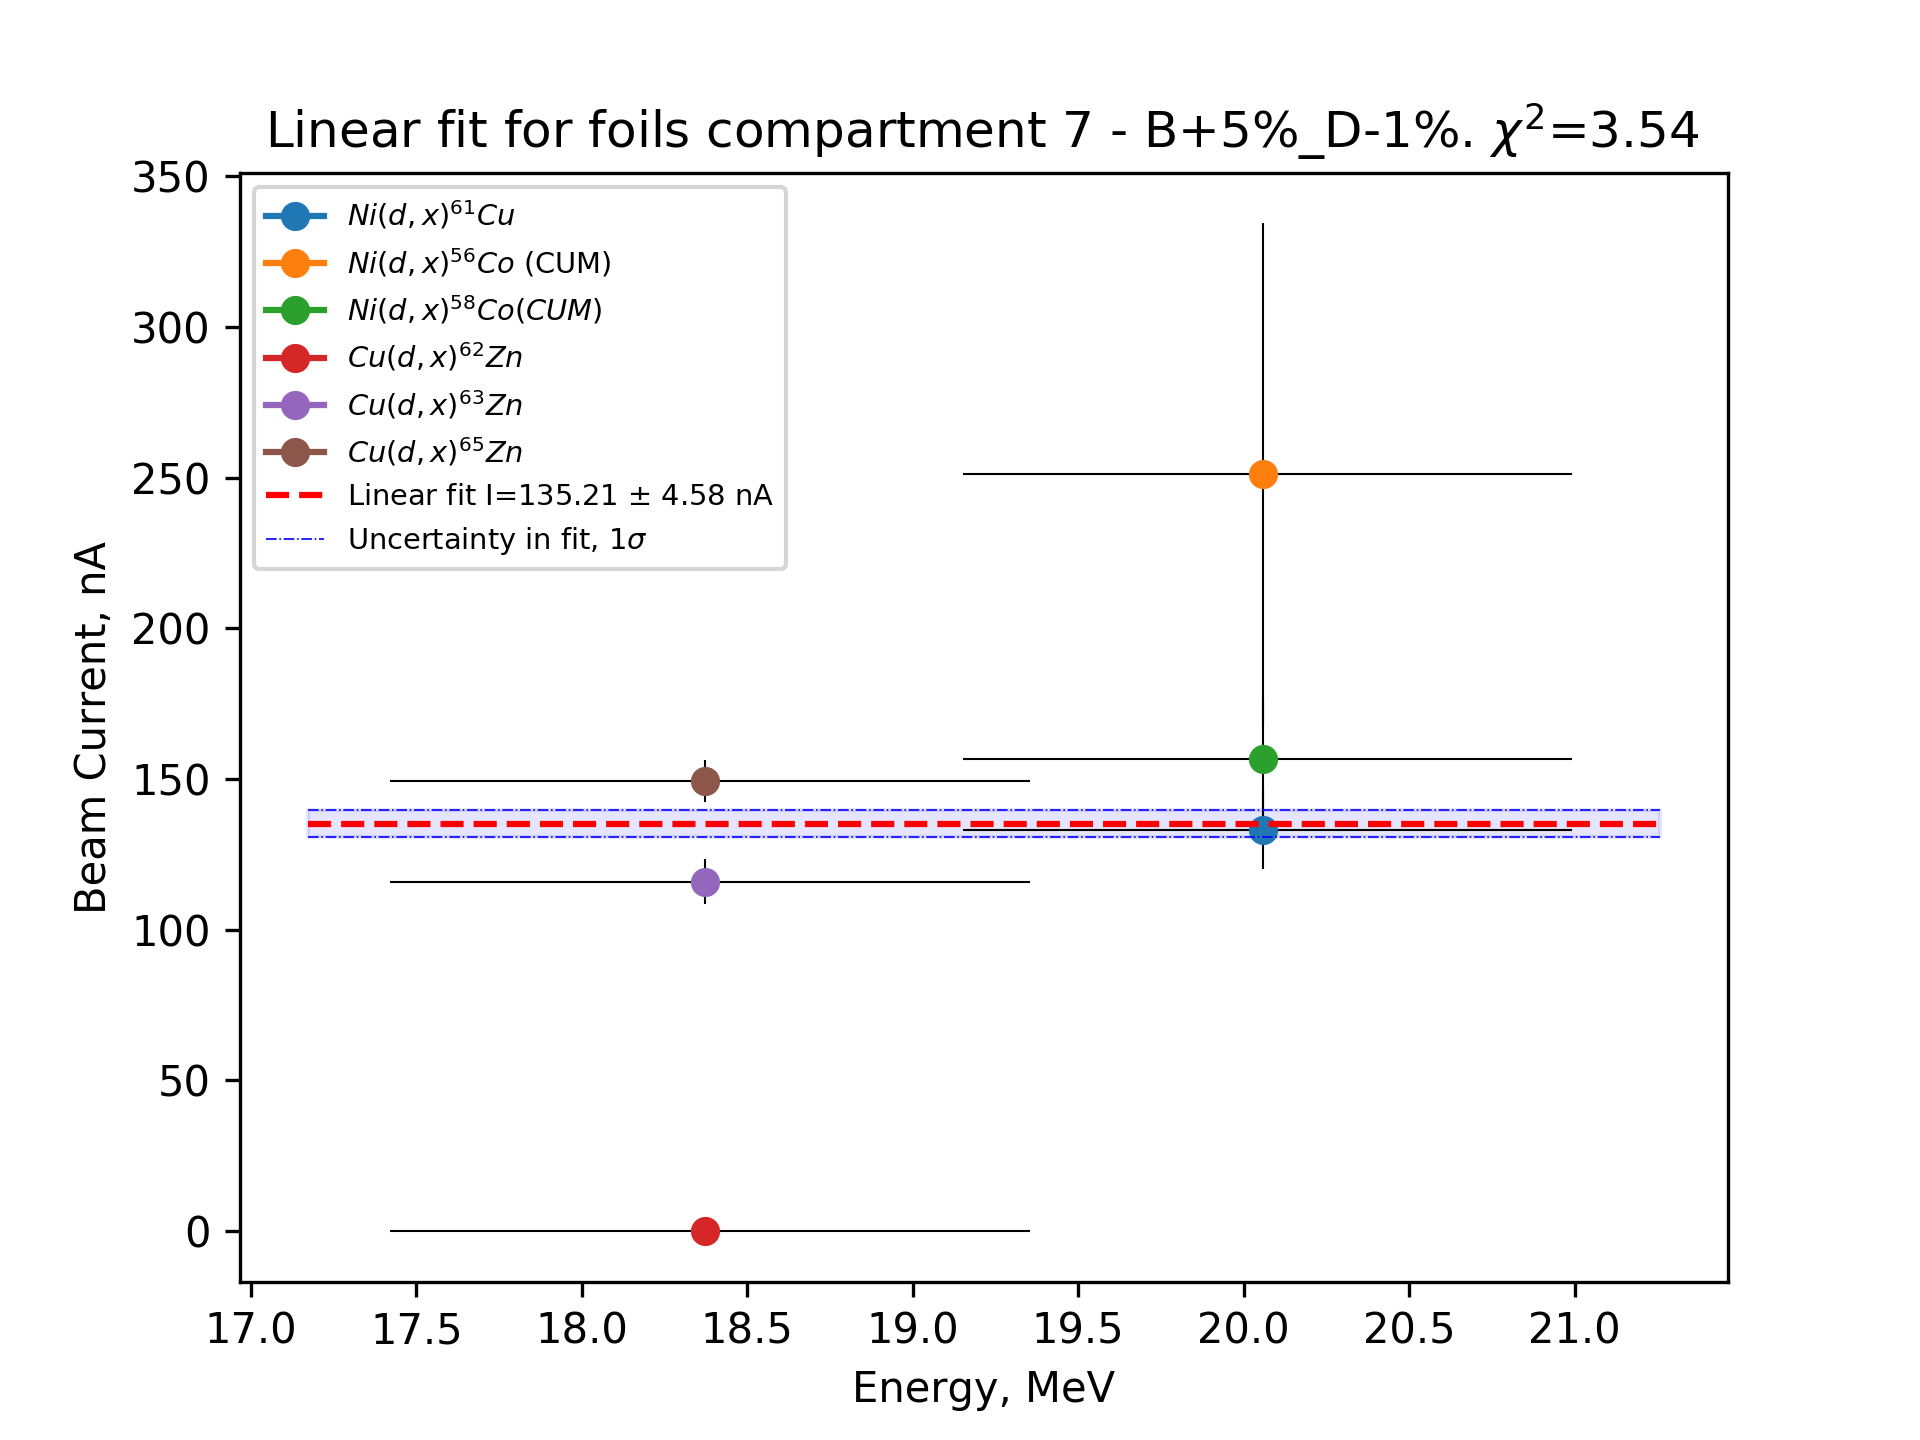 Linear fit for foils compartment 7 - B+5%_D-1%. χ²=3.54
350
300
250
200
150
100
50
0
Beam Current, nA
Ni(d, x)⁶¹Cu
Ni(d, x)⁵⁶Co (CUM)
Ni(d, x)⁵⁸Co(CUM)
Cu(d, x)⁶²Zn
Cu(d, x)⁶³Zn
Cu(d, x)⁶⁵Zn
Linear fit I=135.21 ± 4.58 nA
Uncertainty in fit, 1σ
17.0 17.5 18.0 18.5 19.0 19.5 20.0 20.5 21.0
Energy, MeV